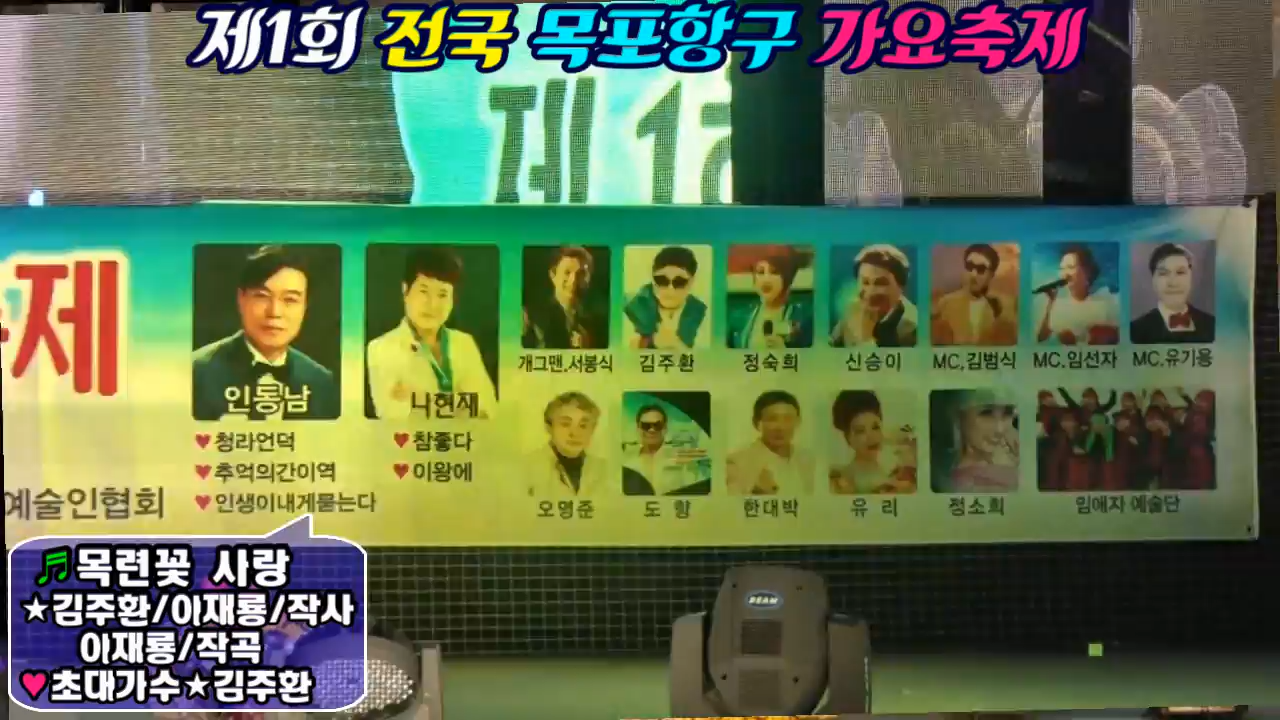 제1회 전국 목포항구 가요축제
제 1회
제
인동남
나현재
♥청라언덕
♥추억의간이역
♥인생이내게묻는다
♥참좋다
♥이왕에
개그맨.서봉식 김주환 정숙희 신승이 MC.김범식 MC.임선자 MC.유기용
오영준 도 향 한대박 유 리 정소희 임애자 예술단
예술인협회
목련꽃 사랑
★김주환/이재룡/작사
이재룡/작곡
♥초대가수★김주환
BEAM